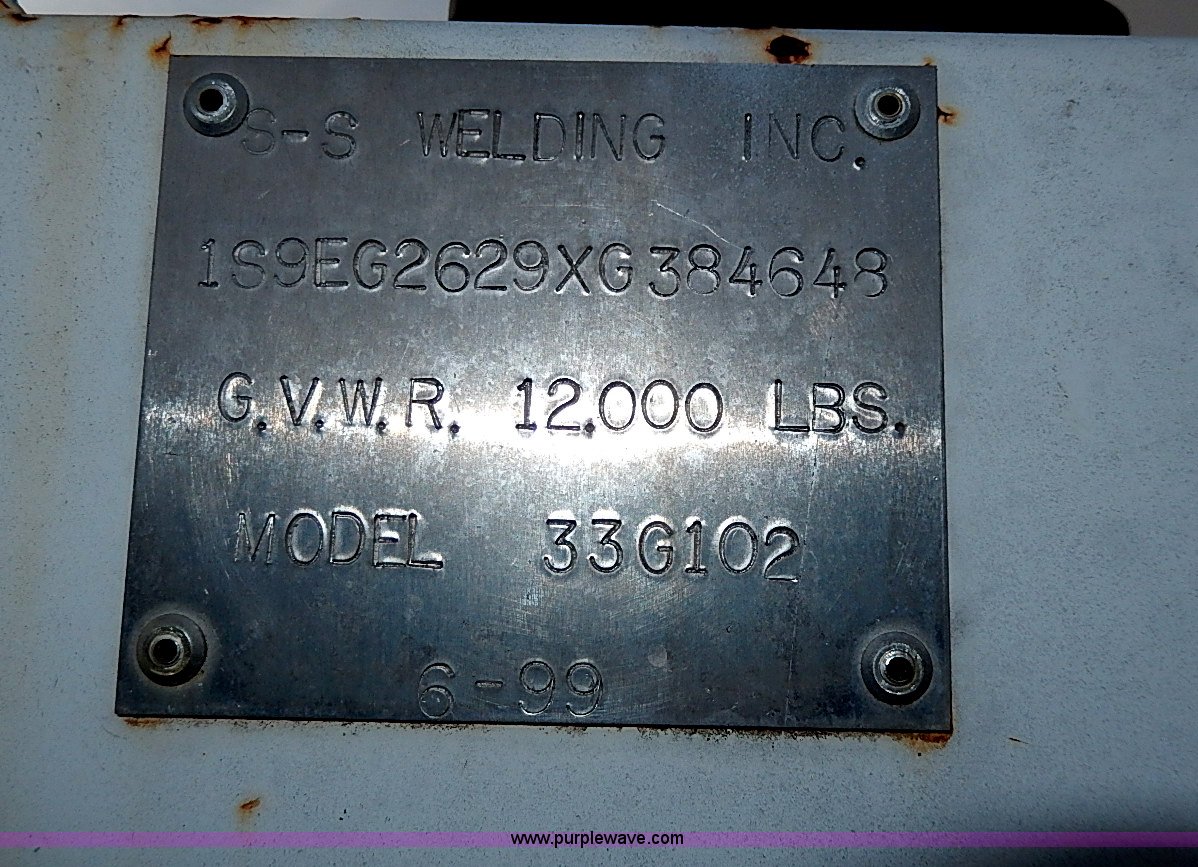 S-S WELDING INC.
1S9EG2629XG384648
G.V.W.R. 12.000 LBS.
MODEL 33G102
6-99
www.purplewave.com